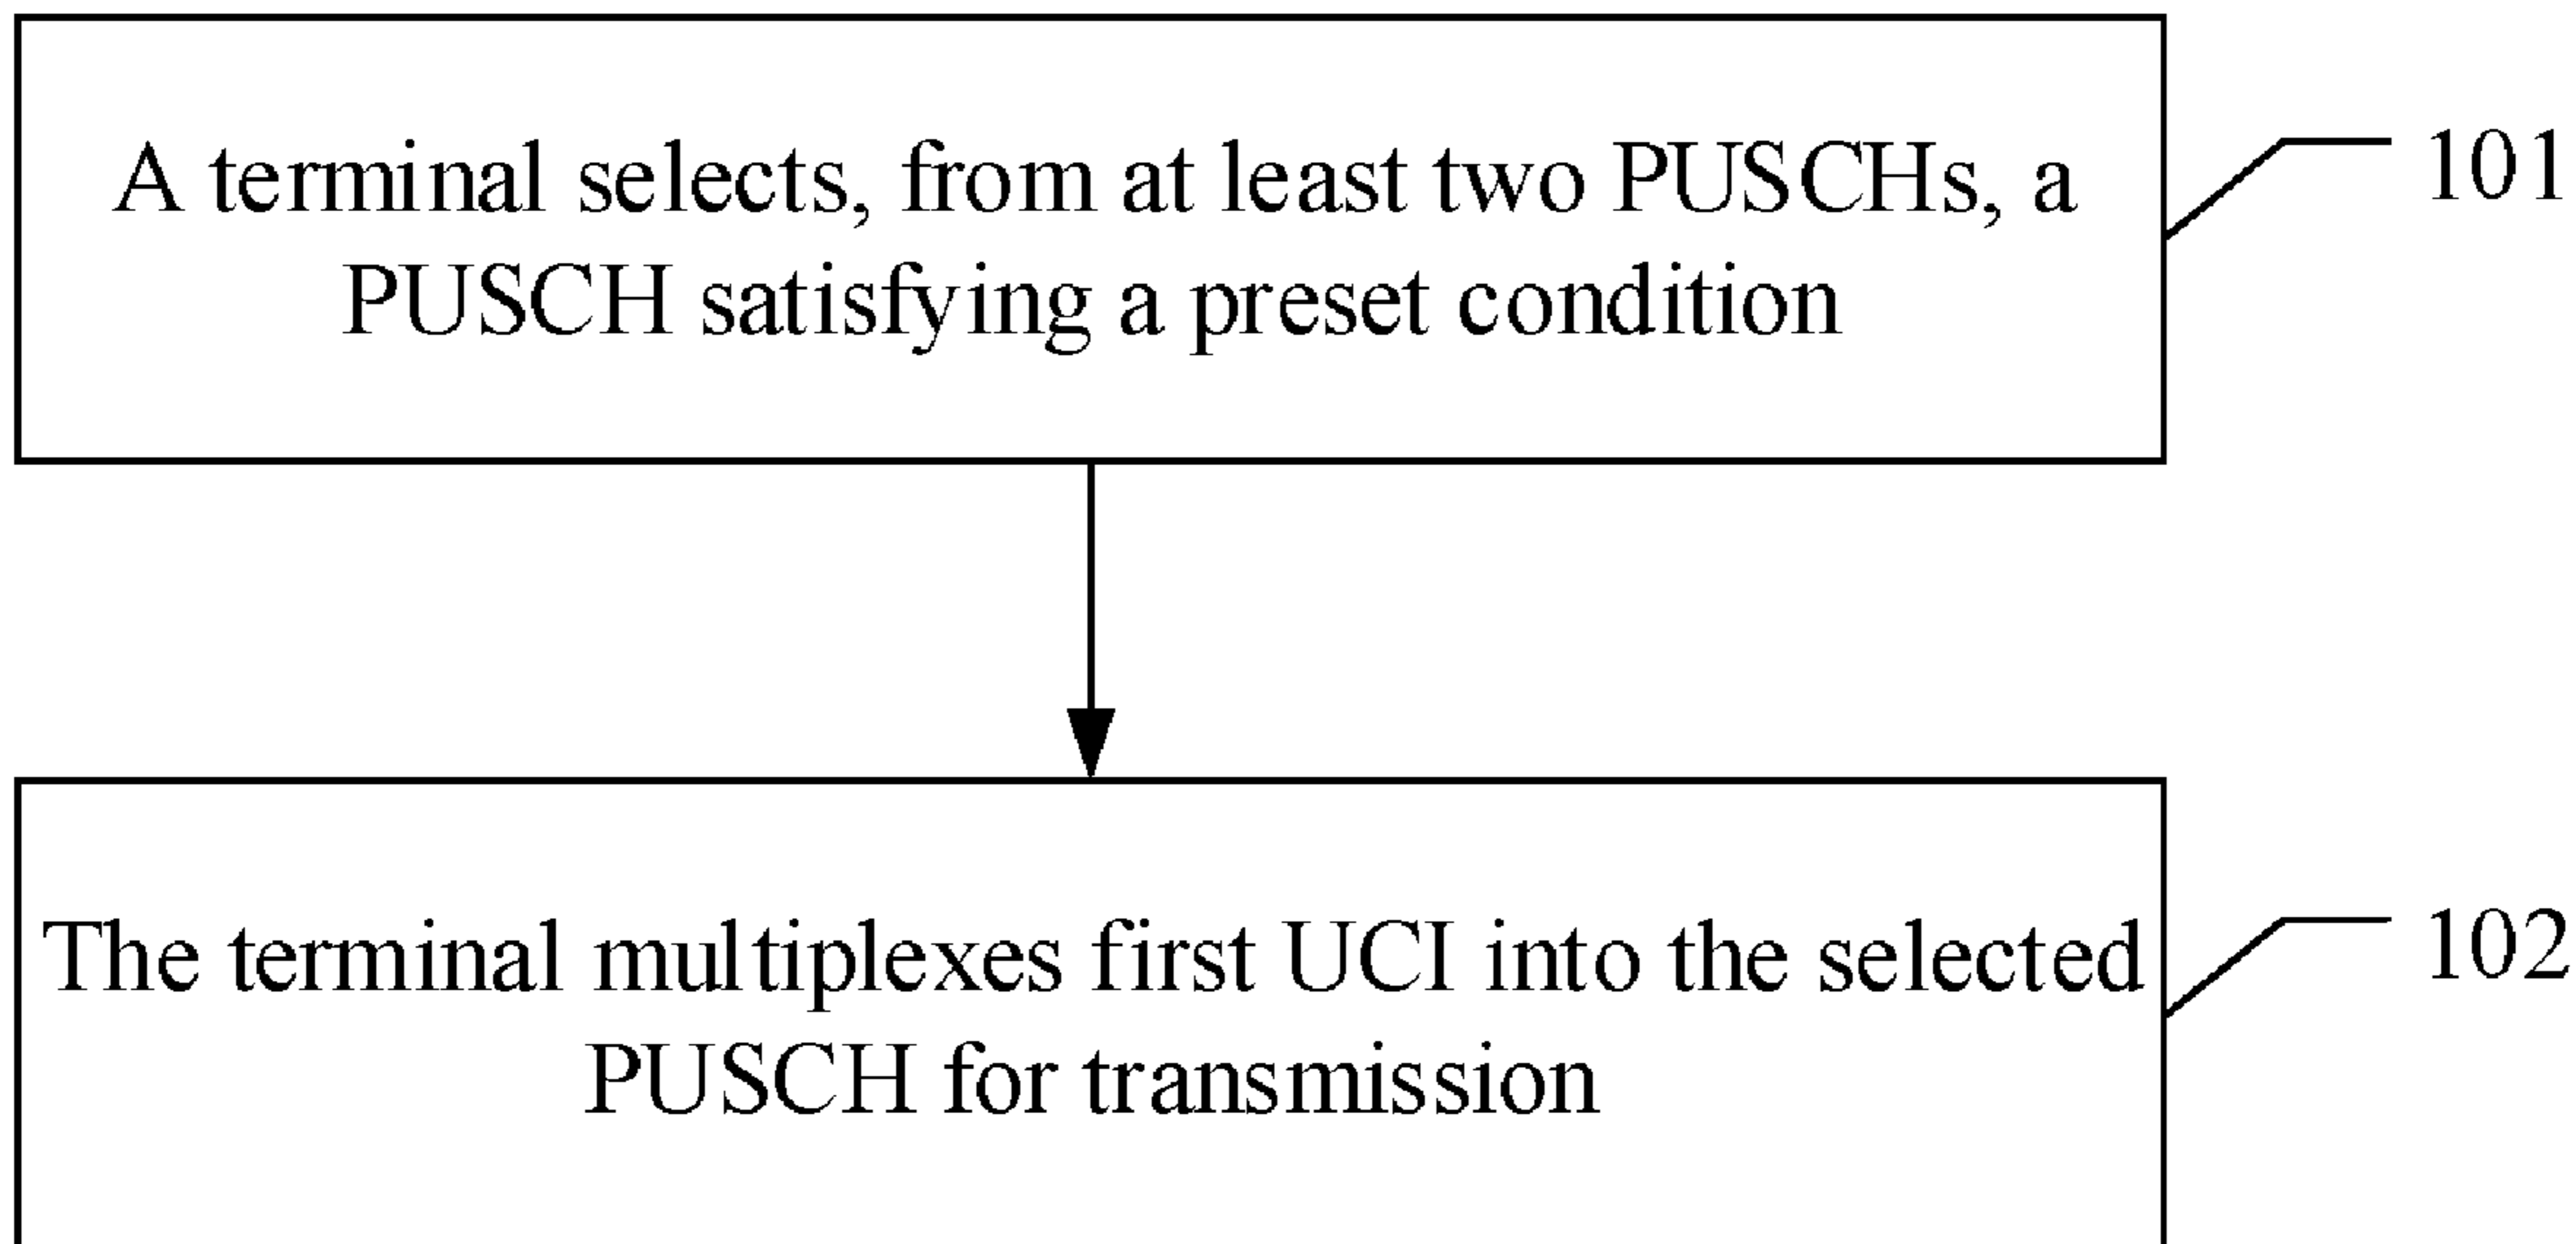 A terminal selects, from at least two PUSCHs, a
PUSCH satisfying a preset condition
101
The terminal multiplexes first UCI into the selected
PUSCH for transmission
102